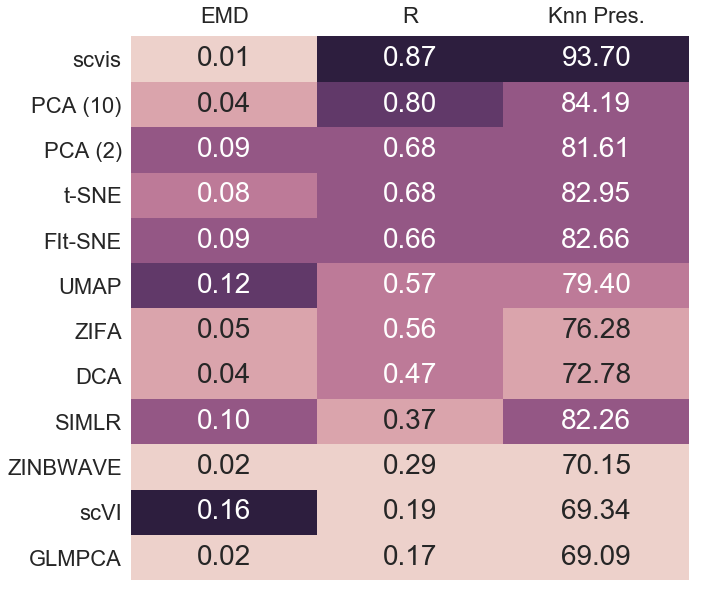 EMD R Knn Pres.
scvis 0.01 0.87 93.70
PCA (10) 0.04 0.80 84.19
PCA (2) 0.09 0.68 81.61
t-SNE 0.08 0.68 82.95
FIt-SNE 0.09 0.66 82.66
UMAP 0.12 0.57 79.40
ZIFA 0.05 0.56 76.28
DCA 0.04 0.47 72.78
SIMLR 0.10 0.37 82.26
ZINBWAVE 0.02 0.29 70.15
scVI 0.16 0.19 69.34
GLMPCA 0.02 0.17 69.09